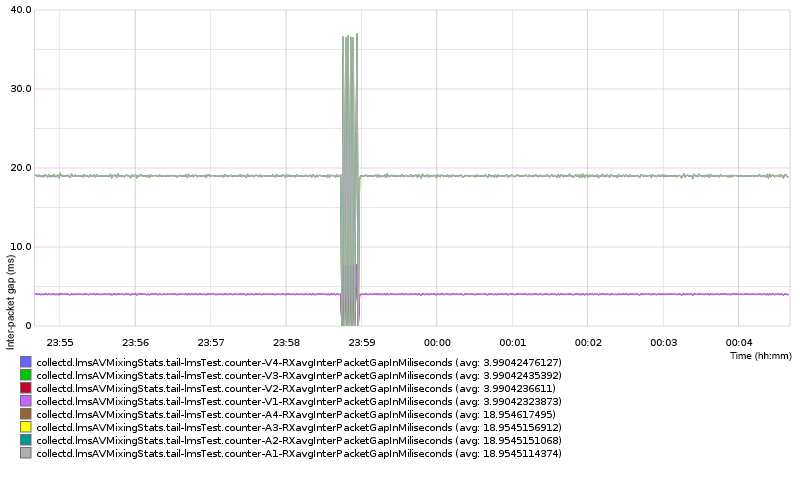 40.0
30.0
20.0
10.0
0
Inter-packet gap (ms)
23:55 23:56 23:57 23:58 23:59 00:00 00:01 00:02 00:03 00:04
Time (hh:mm)
collectd.lmsAVMixingStats.tail-lmsTest.counter-V4-RXavgInterPacketGapInMiliseconds (avg: 3.99042476127)
collectd.lmsAVMixingStats.tail-lmsTest.counter-V3-RXavgInterPacketGapInMiliseconds (avg: 3.99042435392)
collectd.lmsAVMixingStats.tail-lmsTest.counter-V2-RXavgInterPacketGapInMiliseconds (avg: 3.9904236611)
collectd.lmsAVMixingStats.tail-lmsTest.counter-V1-RXavgInterPacketGapInMiliseconds (avg: 3.99042323873)
collectd.lmsAVMixingStats.tail-lmsTest.counter-A4-RXavgInterPacketGapInMiliseconds (avg: 18.954617495)
collectd.lmsAVMixingStats.tail-lmsTest.counter-A3-RXavgInterPacketGapInMiliseconds (avg: 18.9545156912)
collectd.lmsAVMixingStats.tail-lmsTest.counter-A2-RXavgInterPacketGapInMiliseconds (avg: 18.9545151068)
collectd.lmsAVMixingStats.tail-lmsTest.counter-A1-RXavgInterPacketGapInMiliseconds (avg: 18.9545114374)